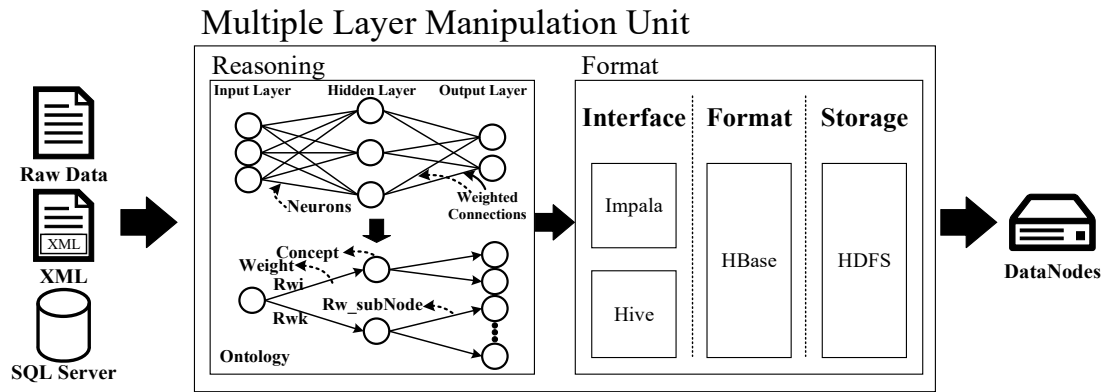 Multiple Layer Manipulation Unit
Reasoning
Format
Input Layer
Hidden Layer
Output Layer
Neurons
Weighted
Connections
Concept
Weight
Rwi
Rwk
Rw_subNode
Ontology
Interface
Format
Storage
Impala
Hive
HBase
HDFS
Raw Data
XML
XML
SQL Server
DataNodes